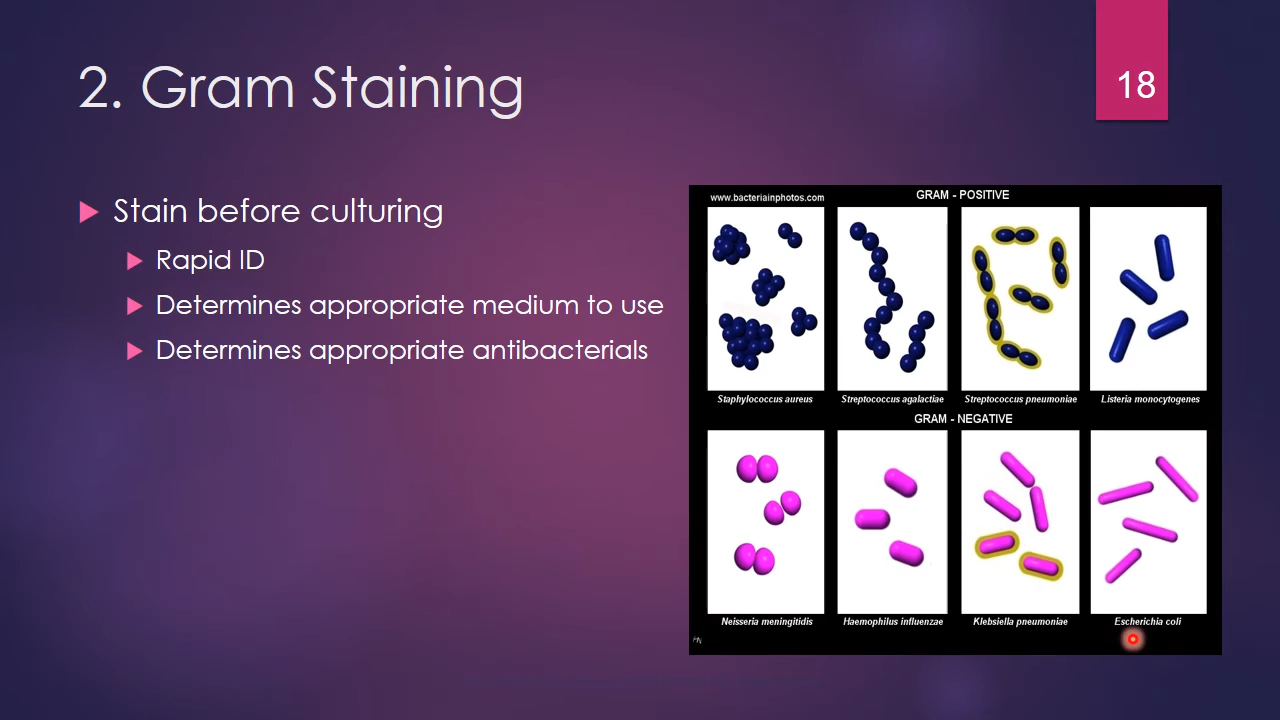 2. Gram Staining
18
Stain before culturing
Rapid ID
Determines appropriate medium to use
Determines appropriate antibacterials
www.bacteriainphotos.com
GRAM - POSITIVE
Staphylococcus aureus
Streptococcus agalactiae
Streptococcus pneumoniae
Listeria monocytogenes
GRAM - NEGATIVE
Neisseria meningitidis
Haemophilus influenzae
Klebsiella pneumoniae
Escherichia coli